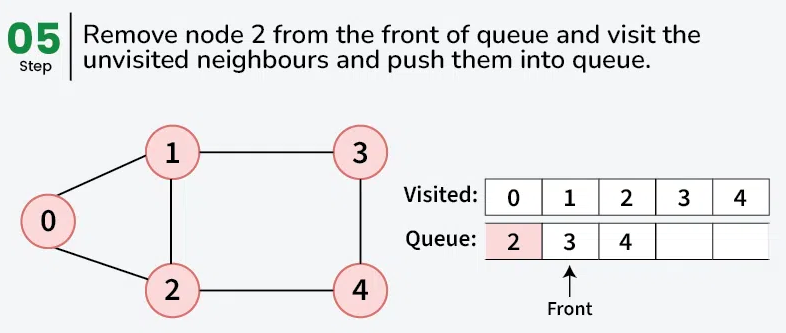 05
Step
Remove node 2 from the front of queue and visit the
unvisited neighbours and push them into queue.
1
3
0
2
4
Visited: 0 1 2 3 4
Queue: 2 3 4
Front